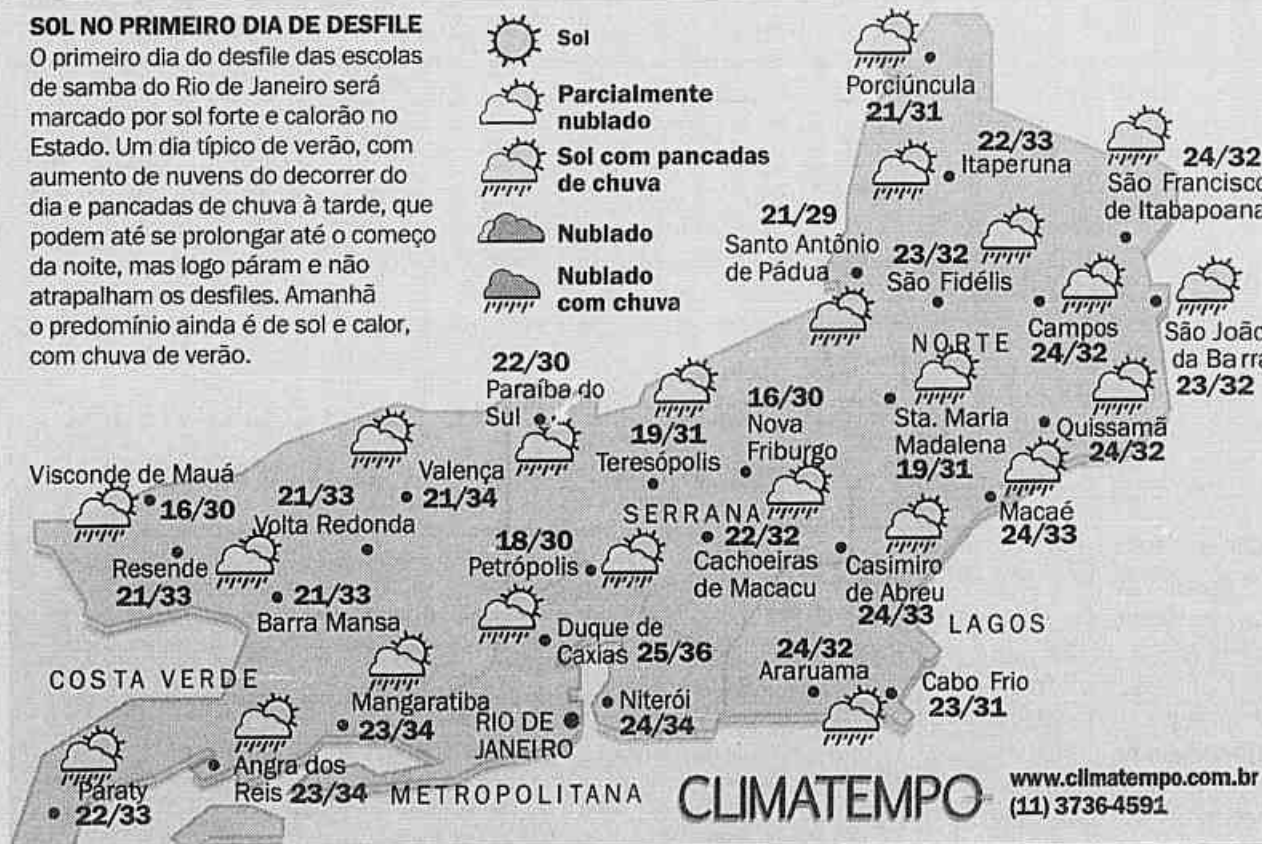 SOL NO PRIMEIRO DIA DE DESFILE
O primeiro dia do desfile das escolas
de samba do Rio de Janeiro será
marcado por sol forte e calorão no
Estado. Um dia típico de verão, com
aumento de nuvens do decorrer do
dia e pancadas de chuva à tarde, que
podem até se prolongar até o começo
da noite, mas logo páram e não
atrapalham os desfiles. Amanhã
o predomínio ainda é de sol e calor,
com chuva de verão.
Sol
Parcialmente
nublado
Sol com pancadas
de chuva
Nublado
Nublado
com chuva
Porciúncula
21/31
22/33
Itaperuna
24/32
São Francisco
de Itabapoana
21/29
Santo Antônio
de Pádua
23/32
São Fidélis
NORTE
Campos
24/32
São João
da Barra
23/32
22/30
Paraíba do
Sul
19/31
Teresópolis
16/30
Nova
Friburgo
Sta. Maria
Madalena
19/31
Quissamã
24/32
Visconde de Mauá
16/30
21/33
Volta Redonda
Valença
21/34
SERRANA
Macaé
24/33
Resende
21/33
21/33
Barra Mansa
18/30
Petrópolis
22/32
Cachoeiras
de Macacu
Casimiro
de Abreu
24/33
LAGOS
Duque de
Caxias 25/36
24/32
Araruama
Cabo Frio
23/31
COSTA VERDE
Mangaratiba
23/34
RIO DE
JANEIRO
Niterói
24/34
Angra dos
Reis 23/34
METROPOLITANA
Paraty
22/33
CLIMATEMPO
www.climatempo.com.br
(11) 3736-4591